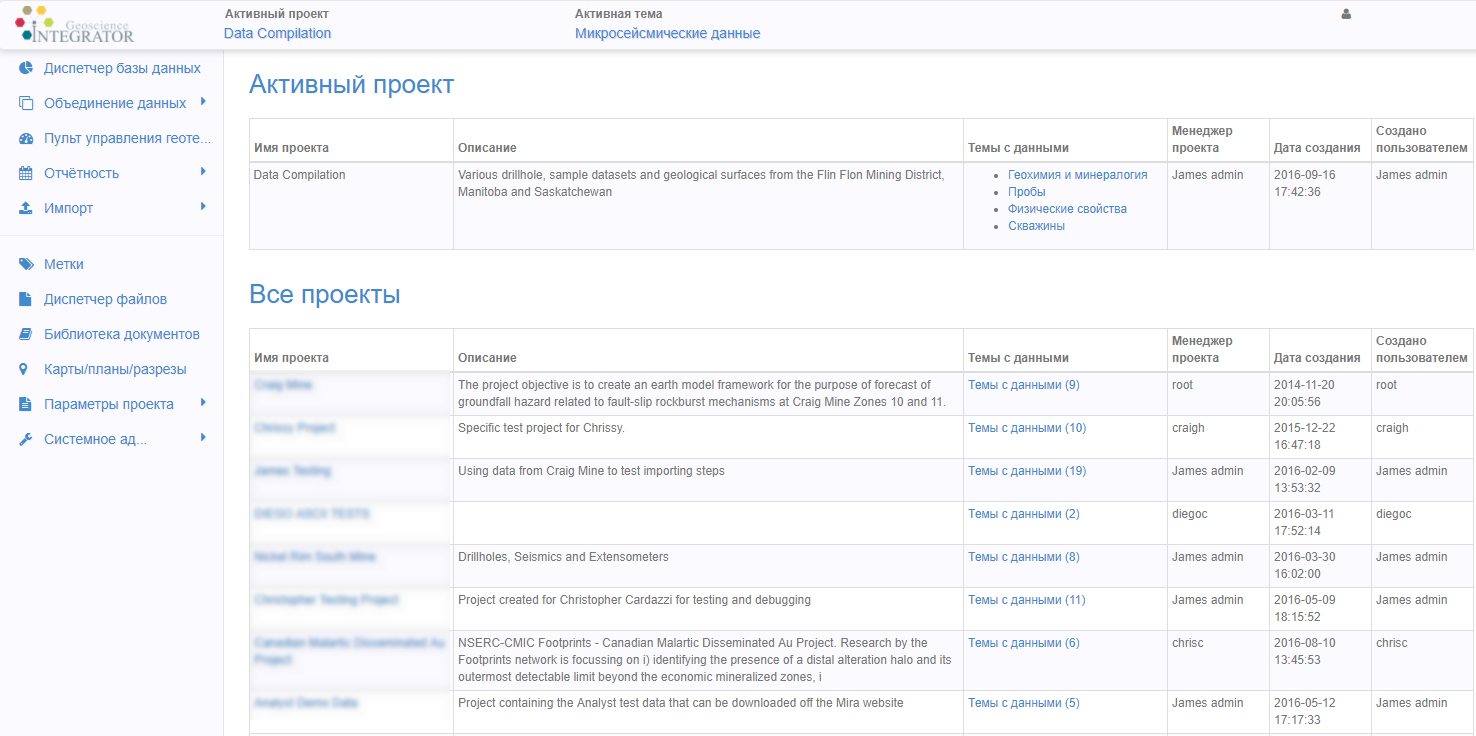 Geoscience
INTEGRATOR
Активный проект
Data Compilation
Активная тема
Микросейсмические данные
Диспетчер базы данных
Объединение данных
Пульт управления геоте...
Отчётность
Импорт
Метки
Диспетчер файлов
Библиотека документов
Карты/планы/разрезы
Параметры проекта
Системное ад...
Активный проект
Имя проекта
Описание
Темы с данными
Менеджер
проекта
Дата создания
Создано
пользователем
Data Compilation
Various drillhole, sample datasets and geological surfaces from the Flin Flon Mining District,
Manitoba and Saskatchewan
Геохимия и минералогия
Пробы
Физические свойства
Скважины
James admin
2016-09-16
17:42:36
James admin
Все проекты
Имя проекта
Описание
Темы с данными
Менеджер
проекта
Дата создания
Создано
пользователем
The project objective is to create an earth model framework for the purpose of forecast of
groundfall hazard related to fault-slip rockburst mechanisms at Craig Mine Zones 10 and 11.
Темы с данными (9)
root
2014-11-20
20:05:56
root
Specific test project for Chrissy.
Темы с данными (10)
craigh
2015-12-22
16:47:18
craigh
Using data from Craig Mine to test importing steps
Темы с данными (19)
James admin
2016-02-09
13:53:32
James admin
Темы с данными (2)
diegoc
2016-03-11
17:52:14
diegoc
Drillholes, Seismics and Extensometers
Темы с данными (8)
James admin
2016-03-30
16:02:00
James admin
Project created for Christopher Cardazzi for testing and debugging
Темы с данными (11)
James admin
2016-05-09
18:15:52
James admin
NSERC-CMIC Footprints - Canadian Malartic Disseminated Au Project. Research by the
Footprints network is focussing on i) identifying the presence of a distal alteration halo and its
outermost detectable limit beyond the economic mineralized zones, i
Темы с данными (6)
chrisc
2016-08-10
13:45:53
chrisc
Project containing the Analyst test data that can be downloaded off the Mira website
Темы с данными (5)
James admin
2016-05-12
17:17:33
James admin